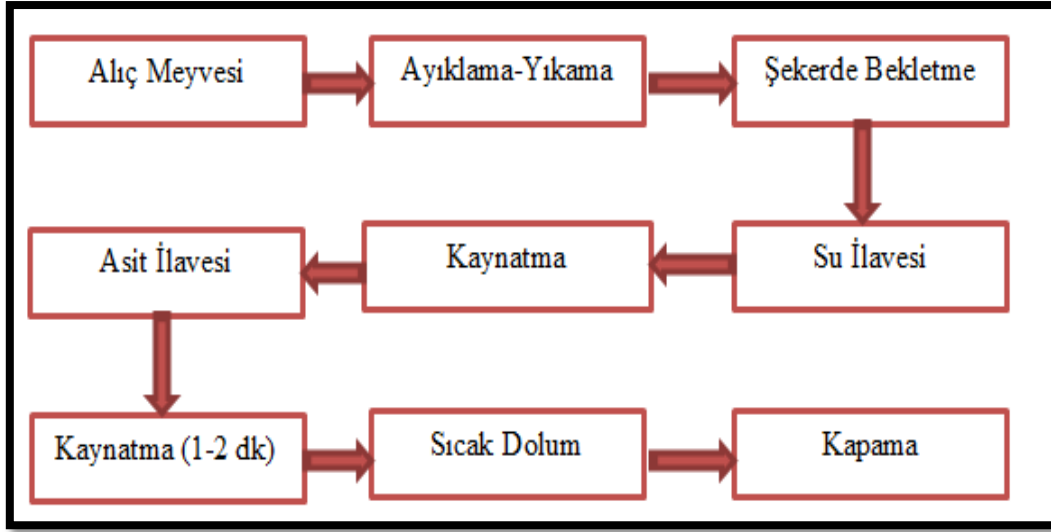 Alıç Meyvesi
Ayıklama-Yıkama
Şekerde Bekletme
Su İlavesi
Kaynatma
Asit İlavesi
Kaynatma (1-2 dk)
Sıcak Dolum
Kapama